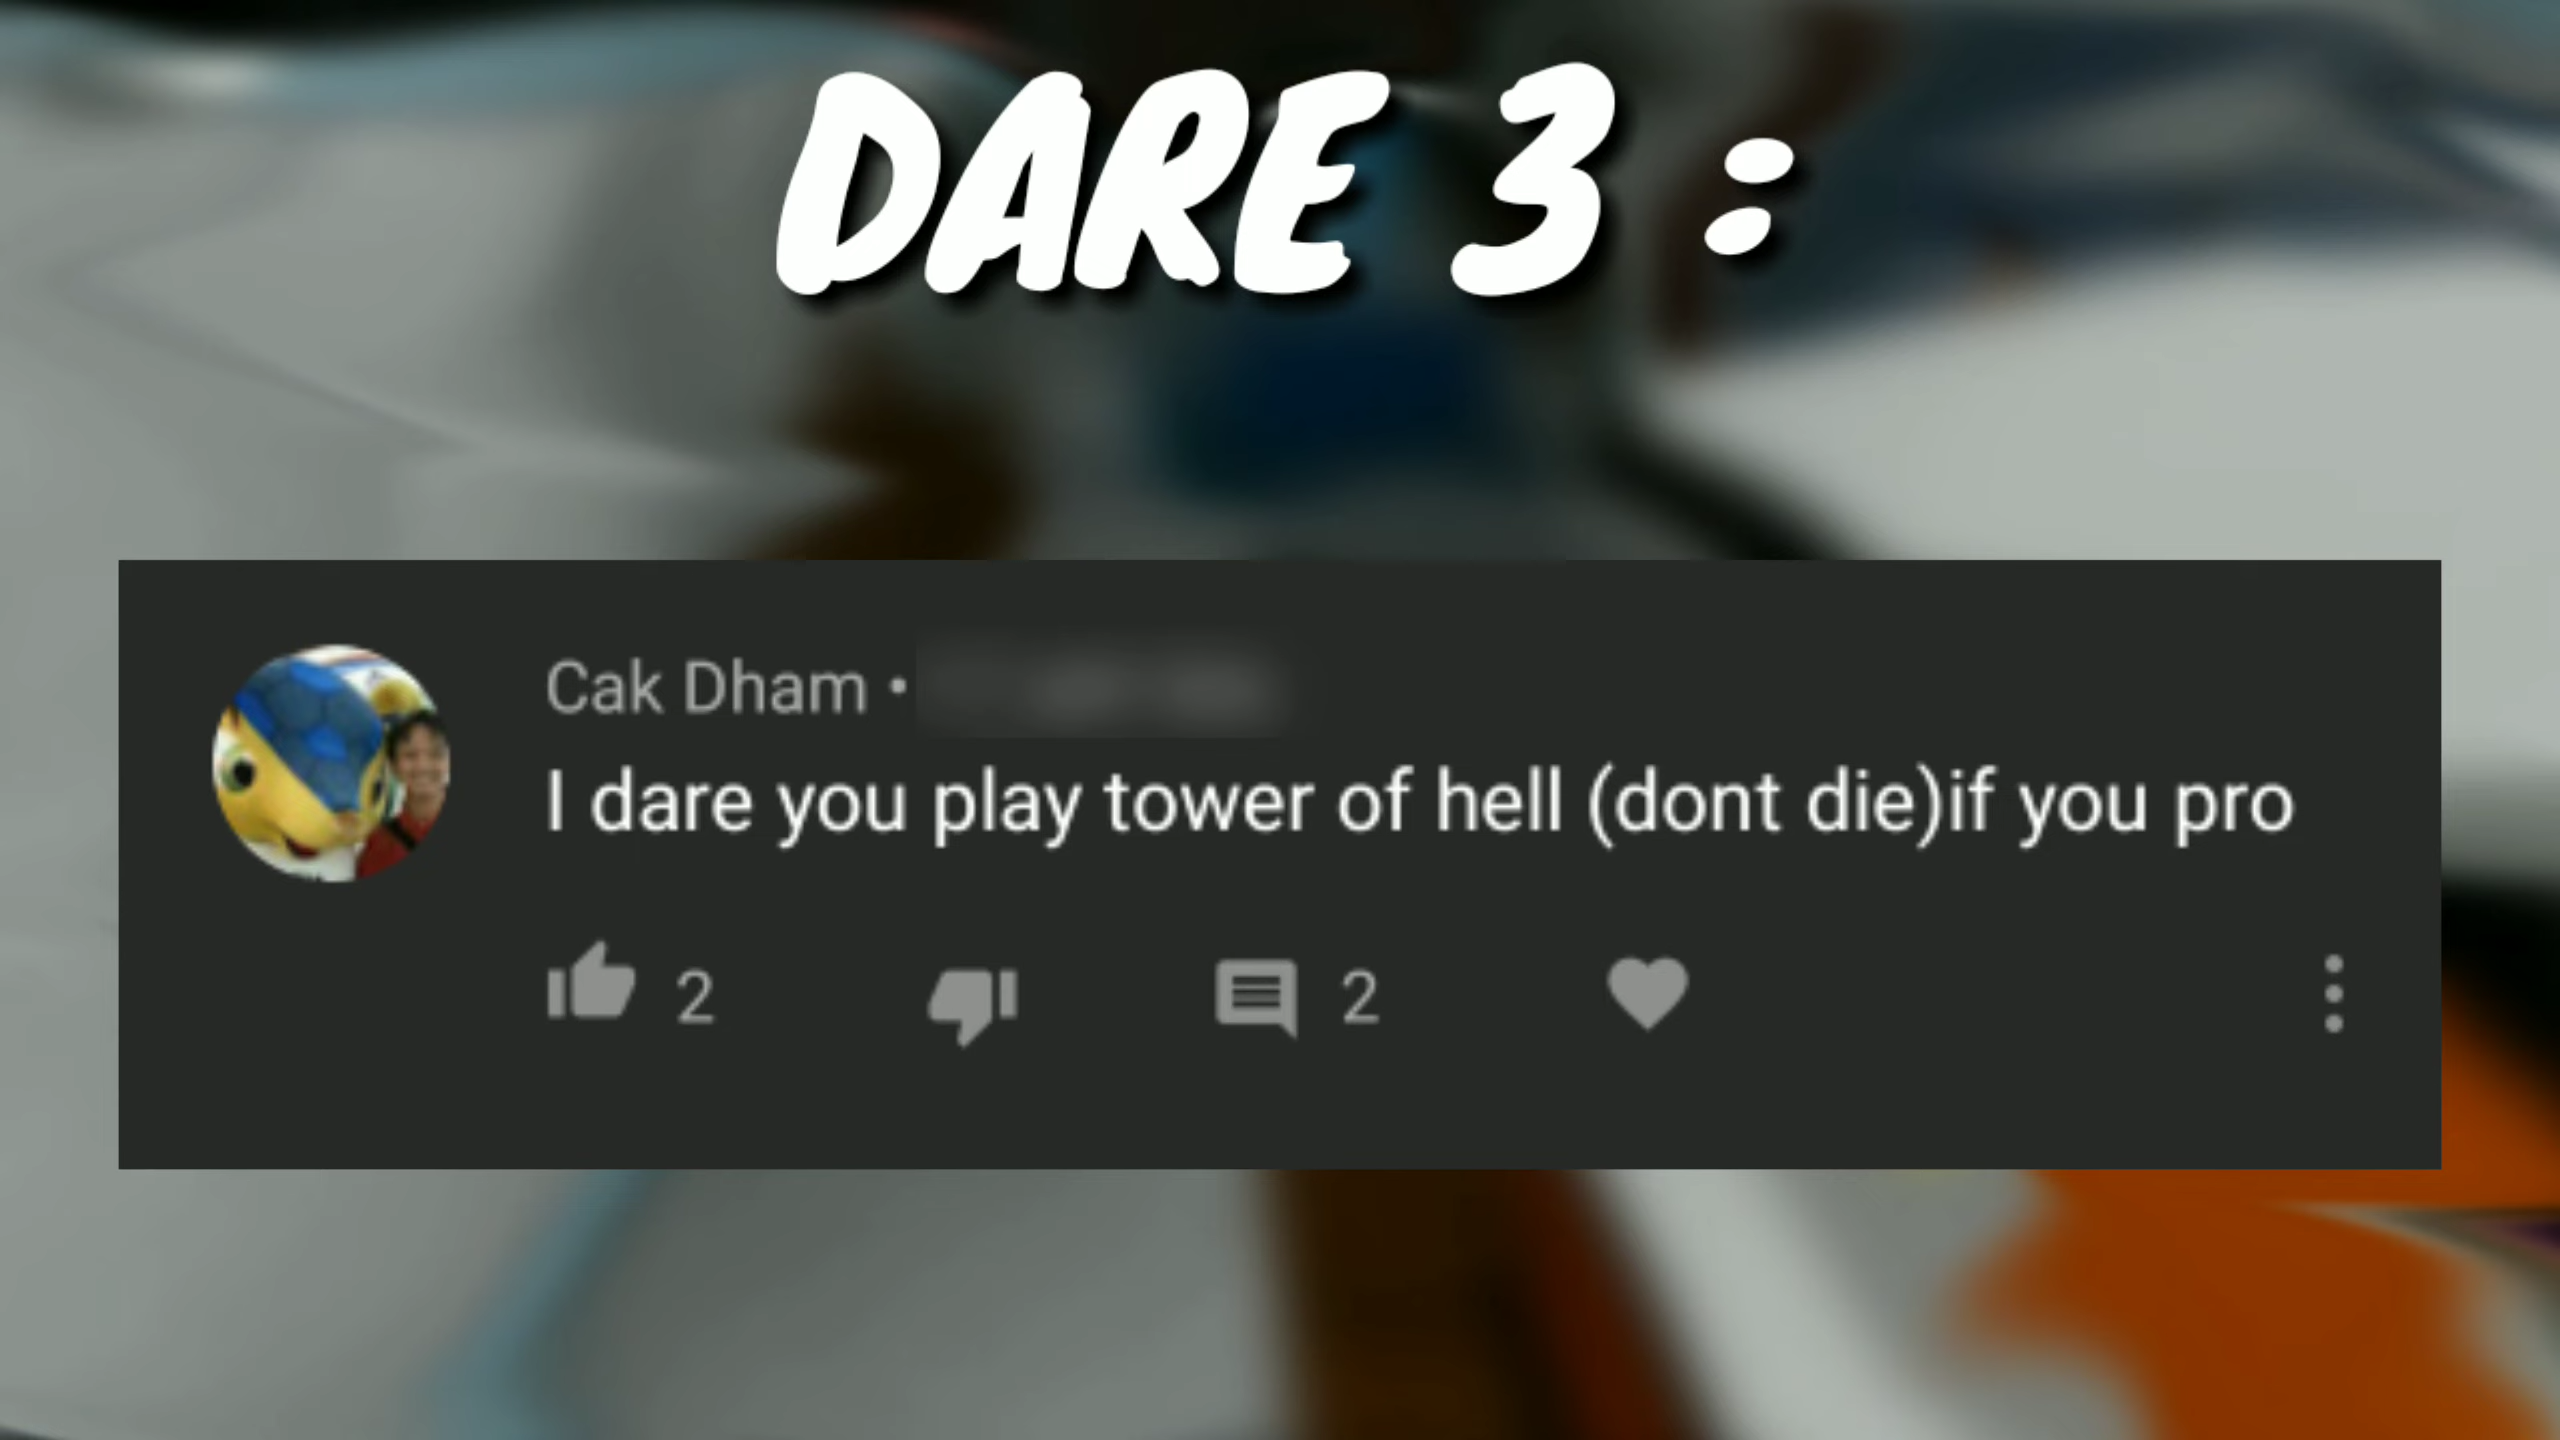 DARE 3 :
Cak Dham •
I dare you play tower of hell (dont die)if you pro
2 2